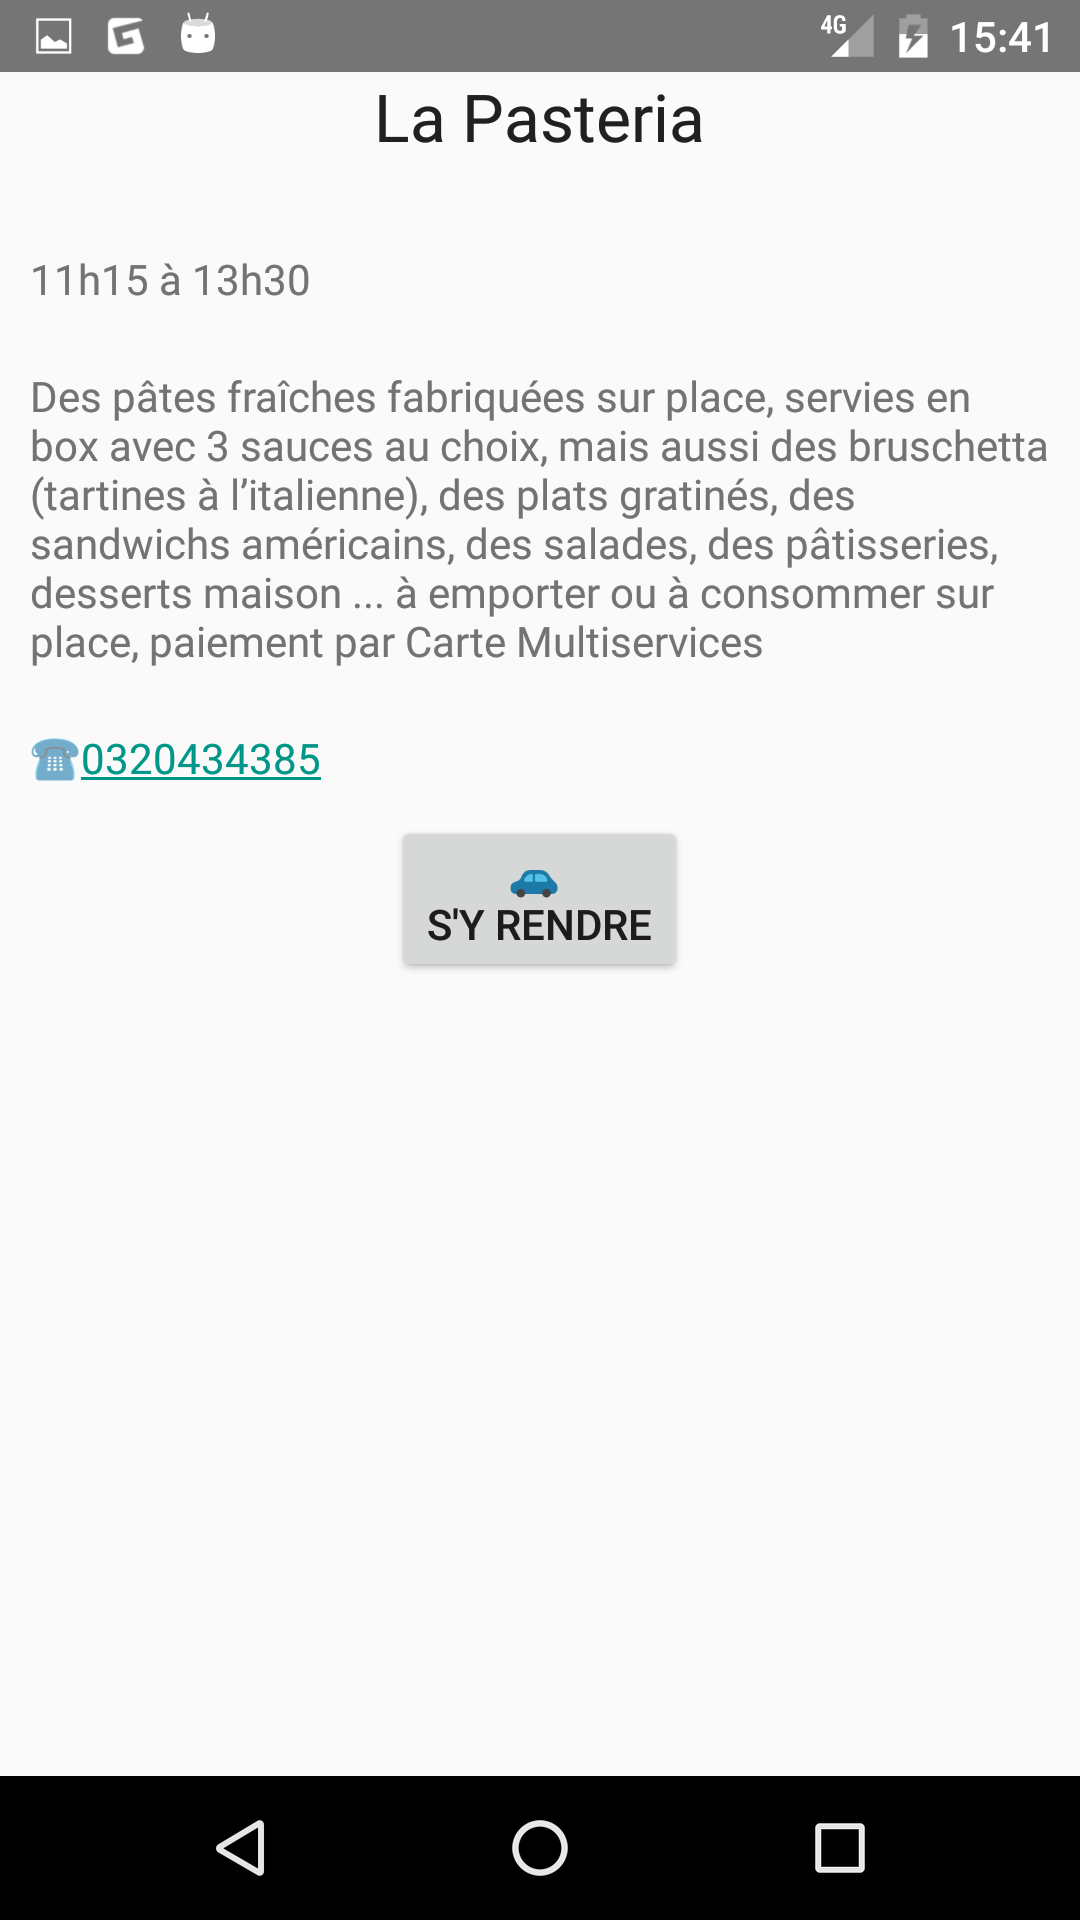 4G 15:41
La Pasteria
11h15 à 13h30
Des pâtes fraîches fabriquées sur place, servies en
box avec 3 sauces au choix, mais aussi des bruschetta
(tartines à l’italienne), des plats gratinés, des
sandwichs américains, des salades, des pâtisseries,
desserts maison ... à emporter ou à consommer sur
place, paiement par Carte Multiservices
☎0320434385
S'Y RENDRE